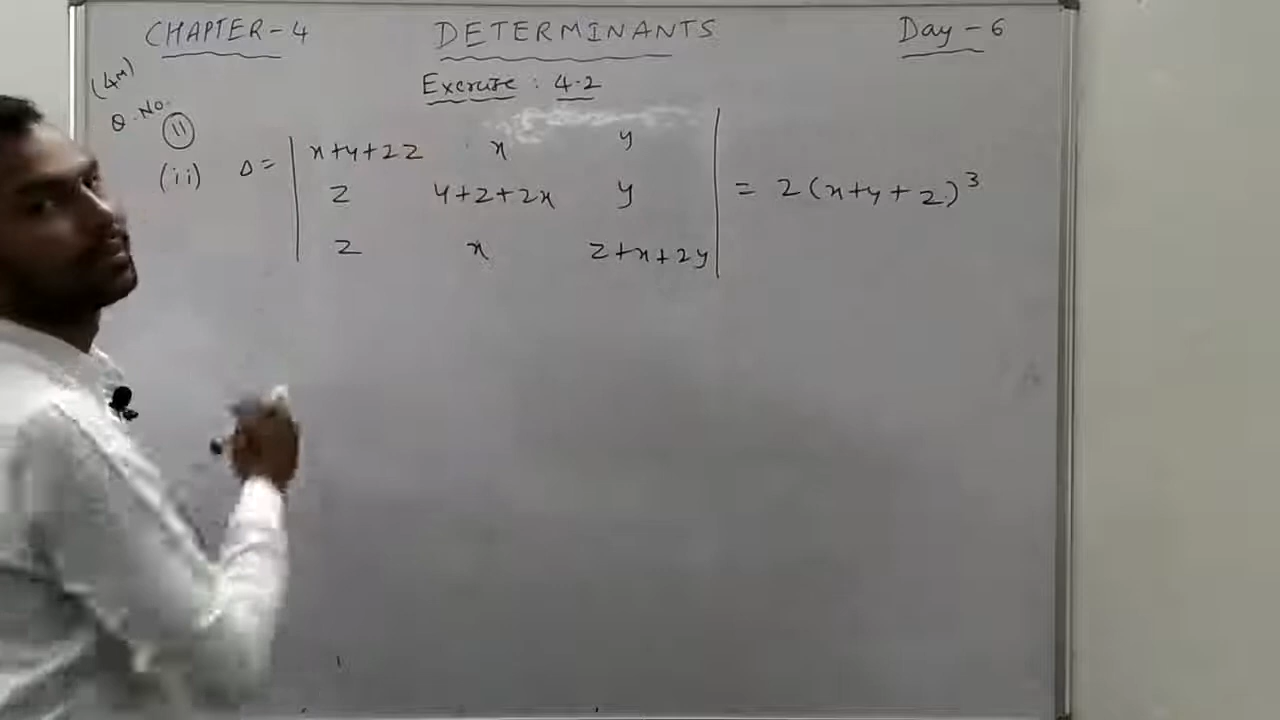 CHAPTER-4 DETERMINANTS Day-6
Exercise : 4.2
(4M)
Q.No. 11
(ii) Δ = | x+y+2z x y |
| z y+z+2x y | = 2(x+y+z)³
| z x z+x+2y |